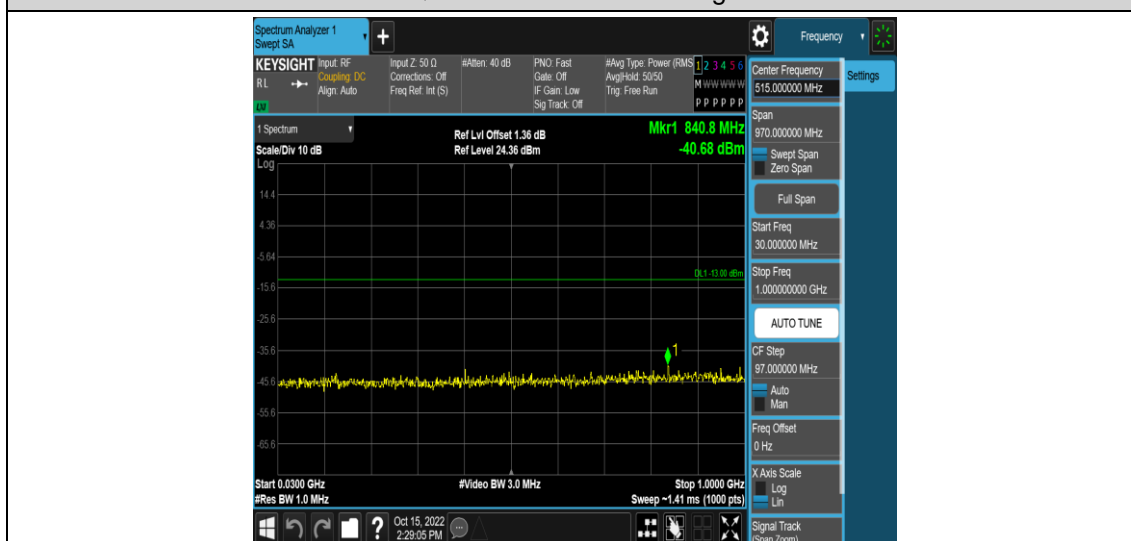 Spectrum Analyzer 1
Swept SA
+
Frequency
KEYSIGHT
Input: RF
Coupling: DC
Align: Auto
Input Z: 50 Ω
Corrections: Off
Freq Ref: Int (S)
#Atten: 40 dB
PNO: Fast
Gate: Off
IF Gain: Low
Sig Track: Off
#Avg Type: Power (RMS
Avg|Hold: 50/50
Trig: Free Run
1 2 3 4 5 6
M W W W W W
P P P P P P
RL
1 Spectrum
Scale/Div 10 dB
Log
Ref Lvl Offset 1.36 dB
Ref Level 24.36 dBm
Mkr1 840.8 MHz
-40.68 dBm
14.4
4.36
-5.64
DL1 -13.00 dBm
-15.6
-25.6
-35.6
1
-45.6
-55.6
-65.6
Start 0.0300 GHz
#Res BW 1.0 MHz
#Video BW 3.0 MHz
Stop 1.0000 GHz
Sweep ~1.41 ms (1000 pts)
Oct 15, 2022
2:29:05 PM
?
Center Frequency
515.000000 MHz
Settings
Span
970.000000 MHz
Swept Span
Zero Span
Full Span
Start Freq
30.000000 MHz
Stop Freq
1.000000000 GHz
AUTO TUNE
CF Step
97.000000 MHz
Auto
Man
Freq Offset
0 Hz
X Axis Scale
Log
Lin
Signal Track
(Span Zoom)